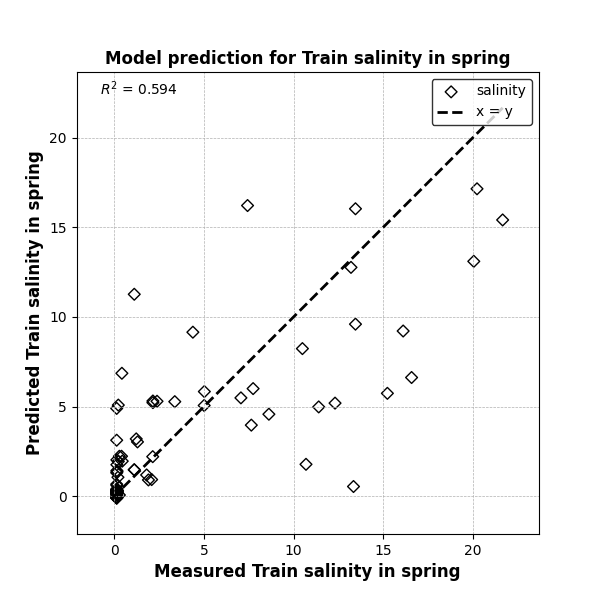 Model prediction for Train salinity in spring
R² = 0.594
salinity
x = y
Predicted Train salinity in spring
20
15
10
5
0
0 5 10 15 20
Measured Train salinity in spring